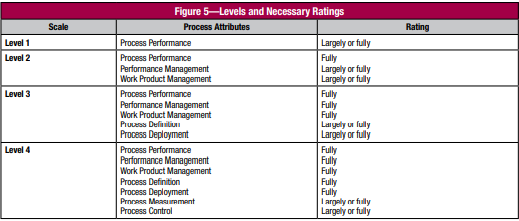 Figure 5—Levels and Necessary Ratings
Scale Process Attributes Rating
Level 1 Process Performance Largely or fully
Level 2 Process Performance Fully
Performance Management Largely or fully
Work Product Management Largely or fully
Level 3 Process Performance Fully
Performance Management Fully
Work Product Management Fully
Process Definition Largely or fully
Process Deployment Largely or fully
Level 4 Process Performance Fully
Performance Management Fully
Work Product Management Fully
Process Definition Fully
Process Deployment Fully
Process Measurement Largely or fully
Process Control Largely or fully